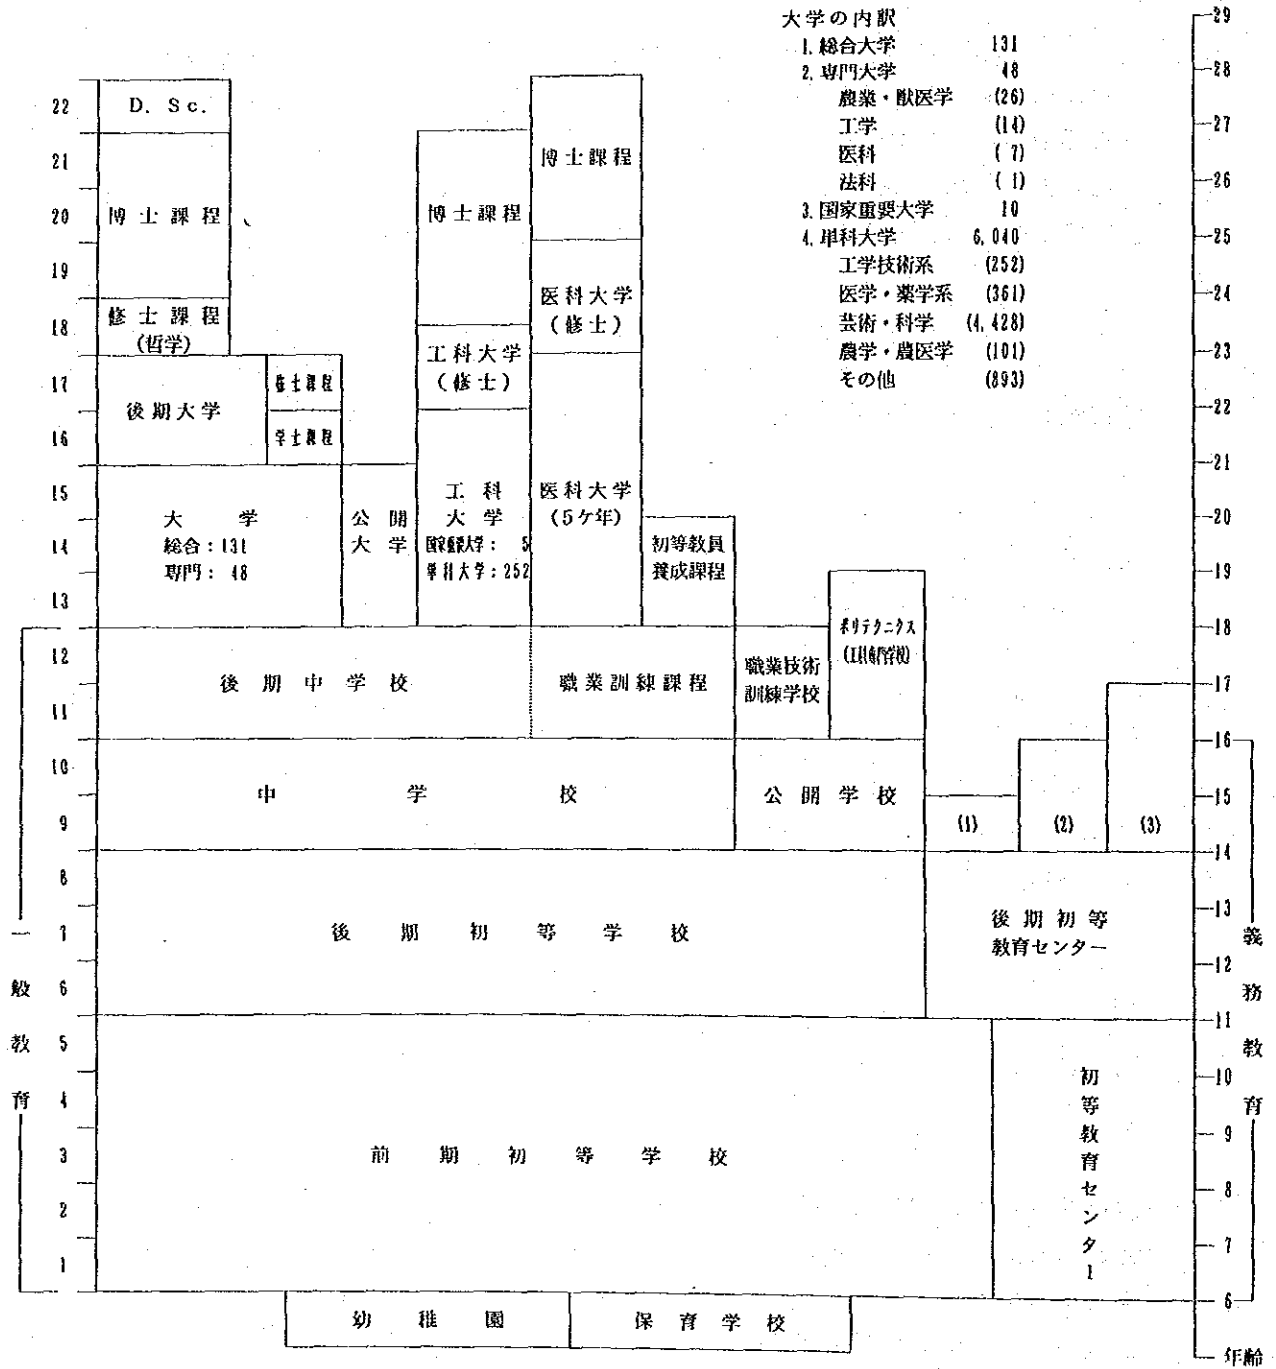 大学の内訳
1. 総合大学 131
2. 専門大学 48
農業・獣医学 (26)
工学 (14)
医科 ( 7)
法科 ( 1)
3. 国家重要大学 10
4. 単科大学 6,040
工学技術系 (252)
医学・薬学系 (361)
芸術・科学 (4,428)
農学・農医学 (101)
その他 (893)
22
21
20
19
18
17
16
15
14
13
12
11
10
9
8
7
6
5
4
3
2
1
一般教育
D. Sc.
博士課程
修士課程
(哲学)
後期大学
修士課程
学士課程
大学
総合:131
専門: 48
公開
大学
博士課程
工科大学
(修士)
工科
大学
国家重要大学: 5
単科大学:252
博士課程
医科大学
(修士)
医科大学
(5ケ年)
初等教員
養成課程
後期中学校
職業訓練課程
職業技術
訓練学校
ポリテクニクス
中学校
公開学校
(1)
(2)
(3)
後期初等学校
後期初等
教育センター
前期初等学校
初等教育センター
幼稚園
保育学校
29
28
27
26
25
24
23
22
21
20
19
18
17
16
15
14
13
12
11
10
9
8
7
6
年齢
義務教育